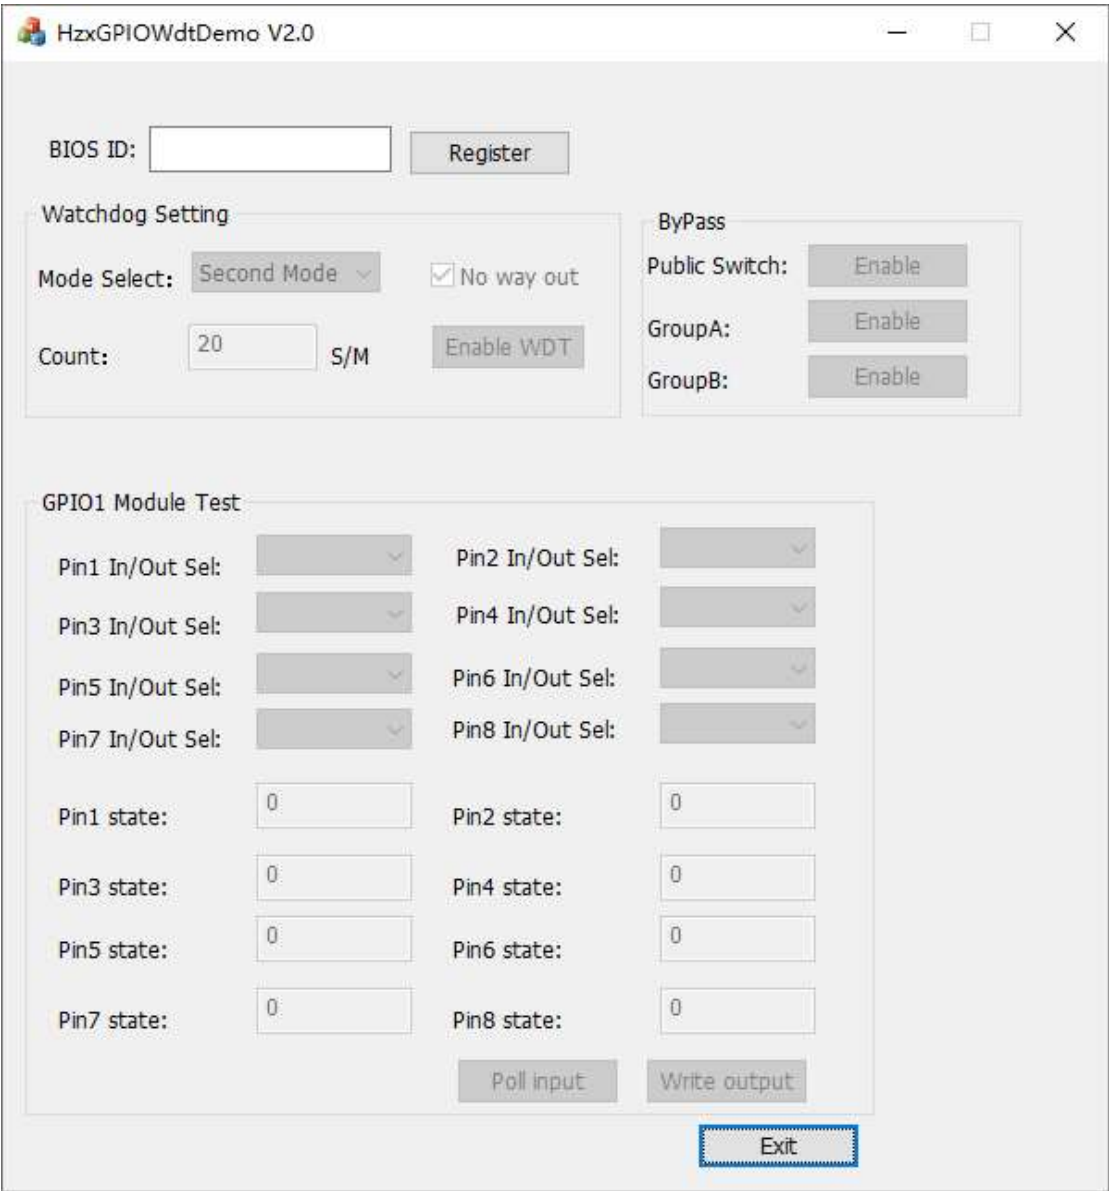 HzxGPIOWdtDemo V2.0
BIOS ID: Register
Watchdog Setting
Mode Select: Second Mode No way out
Count: 20 S/M Enable WDT
ByPass
Public Switch: Enable
GroupA: Enable
GroupB: Enable
GPIO1 Module Test
Pin1 In/Out Sel: Pin2 In/Out Sel:
Pin3 In/Out Sel: Pin4 In/Out Sel:
Pin5 In/Out Sel: Pin6 In/Out Sel:
Pin7 In/Out Sel: Pin8 In/Out Sel:
Pin1 state: 0 Pin2 state: 0
Pin3 state: 0 Pin4 state: 0
Pin5 state: 0 Pin6 state: 0
Pin7 state: 0 Pin8 state: 0
Poll input Write output
Exit